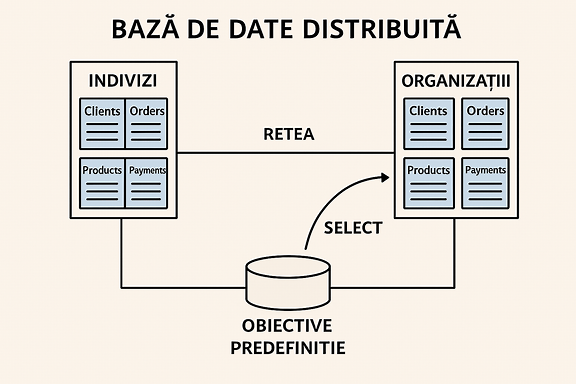 BAZĂ DE DATE DISTRIBUITĂ
INDIVIZI
Clients Orders
Products Payments
RETEA
ORGANIZAȚIII
Clients Orders
Products Payments
SELECT
OBIECTIVE
PREDEFINITIE